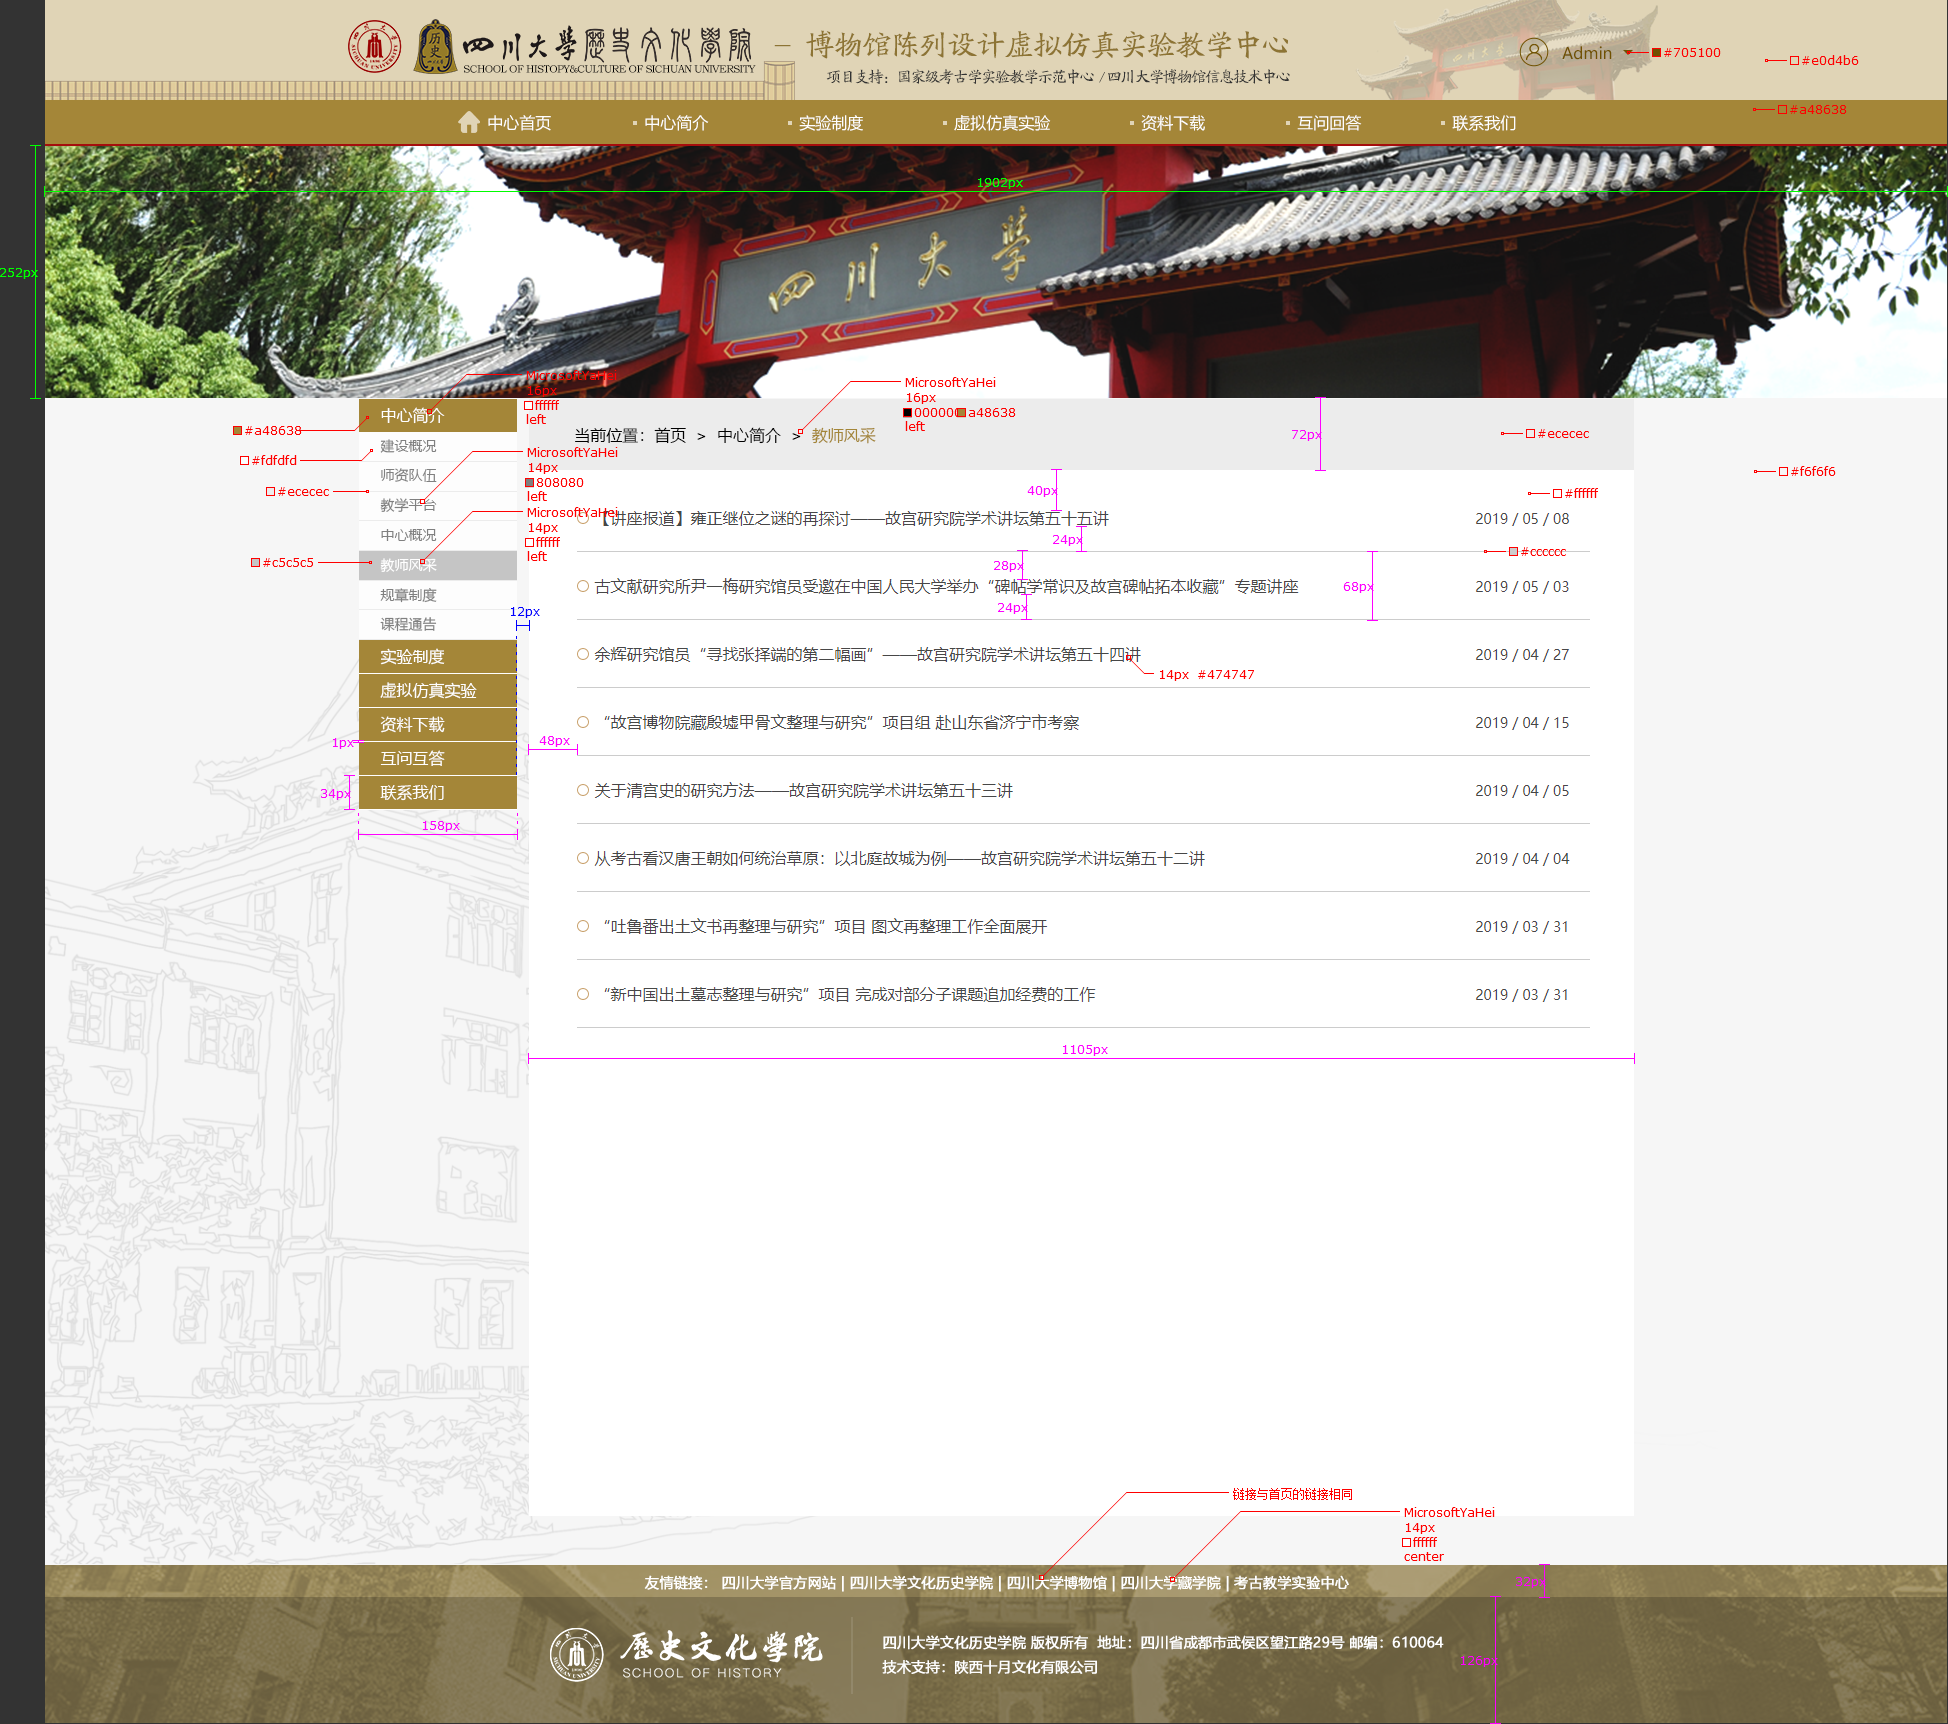 四川大學歷史文化學院
SCHOOL OF HISTORY&CULTURE OF SICHUAN UNIVERSITY
— 博物馆陈列设计虚拟仿真实验教学中心
项目支持：国家级考古学实验教学示范中心 / 四川大学博物馆信息技术中心
Admin
#705100
#e0d4b6
#a48638
中心首页
中心简介
实验制度
虚拟仿真实验
资料下载
互问回答
联系我们
1902px
252px
四川大學
MicrosoftYaHei
16px
ffffff
left
MicrosoftYaHei
16px
000000
a48638
left
中心简介
#a48638
建设概况
#fdfdfd
师资队伍
#ececec
教学平台
中心概况
#c5c5c5
教师风采
规章制度
课程通告
实验制度
虚拟仿真实验
资料下载
互问互答
联系我们
MicrosoftYaHei
14px
808080
left
MicrosoftYaHei
14px
ffffff
left
12px
1px
34px
158px
48px
当前位置：首页 > 中心简介 > 教师风采
72px
#ececec
#f6f6f6
40px
#ffffff
【讲座报道】雍正继位之谜的再探讨——故宫研究院学术讲坛第五十五讲
2019 / 05 / 08
24px
#cccccc
28px
68px
古文献研究所尹一梅研究馆员受邀在中国人民大学举办“碑帖学常识及故宫碑帖拓本收藏”专题讲座
2019 / 05 / 03
24px
余辉研究馆员“寻找张择端的第二幅画”——故宫研究院学术讲坛第五十四讲
2019 / 04 / 27
14px #474747
“故宫博物院藏殷墟甲骨文整理与研究”项目组 赴山东省济宁市考察
2019 / 04 / 15
关于清宫史的研究方法——故宫研究院学术讲坛第五十三讲
2019 / 04 / 05
从考古看汉唐王朝如何统治草原：以北庭故城为例——故宫研究院学术讲坛第五十二讲
2019 / 04 / 04
“吐鲁番出土文书再整理与研究”项目 图文再整理工作全面展开
2019 / 03 / 31
“新中国出土墓志整理与研究”项目 完成对部分子课题追加经费的工作
2019 / 03 / 31
1105px
链接与首页的链接相同
MicrosoftYaHei
14px
ffffff
center
友情链接： 四川大学官方网站 | 四川大学文化历史学院 | 四川大学博物馆 | 四川大学藏学院 | 考古教学实验中心
32px
歷史文化學院
SCHOOL OF HISTORY
四川大学文化历史学院 版权所有 地址：四川省成都市武侯区望江路29号 邮编：610064
技术支持：陕西十月文化有限公司
126px